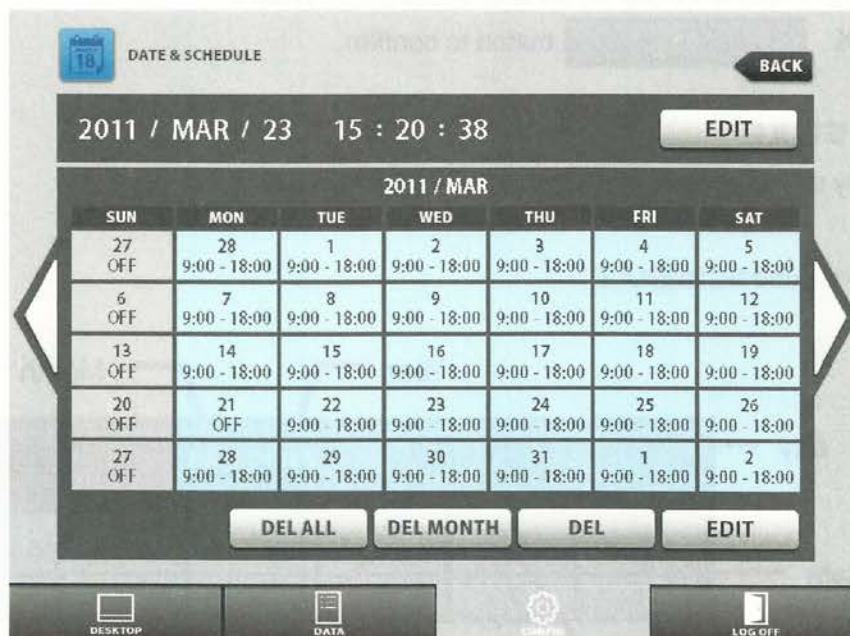 18
DATE & SCHEDULE
BACK
2011 / MAR / 23 15 : 20 : 38 EDIT
2011 / MAR
SUN MON TUE WED THU FRI SAT
27 28 1 2 3 4 5
OFF 9:00 - 18:00 9:00 - 18:00 9:00 - 18:00 9:00 - 18:00 9:00 - 18:00 9:00 - 18:00
6 7 8 9 10 11 12
OFF 9:00 - 18:00 9:00 - 18:00 9:00 - 18:00 9:00 - 18:00 9:00 - 18:00 9:00 - 18:00
13 14 15 16 17 18 19
OFF 9:00 - 18:00 9:00 - 18:00 9:00 - 18:00 9:00 - 18:00 9:00 - 18:00 9:00 - 18:00
20 21 22 23 24 25 26
OFF OFF 9:00 - 18:00 9:00 - 18:00 9:00 - 18:00 9:00 - 18:00 9:00 - 18:00
27 28 29 30 31 1 2
OFF 9:00 - 18:00 9:00 - 18:00 9:00 - 18:00 9:00 - 18:00 9:00 - 18:00 9:00 - 18:00
DEL ALL DEL MONTH DEL EDIT
DESKTOP DATA CONFIG LOG OFF